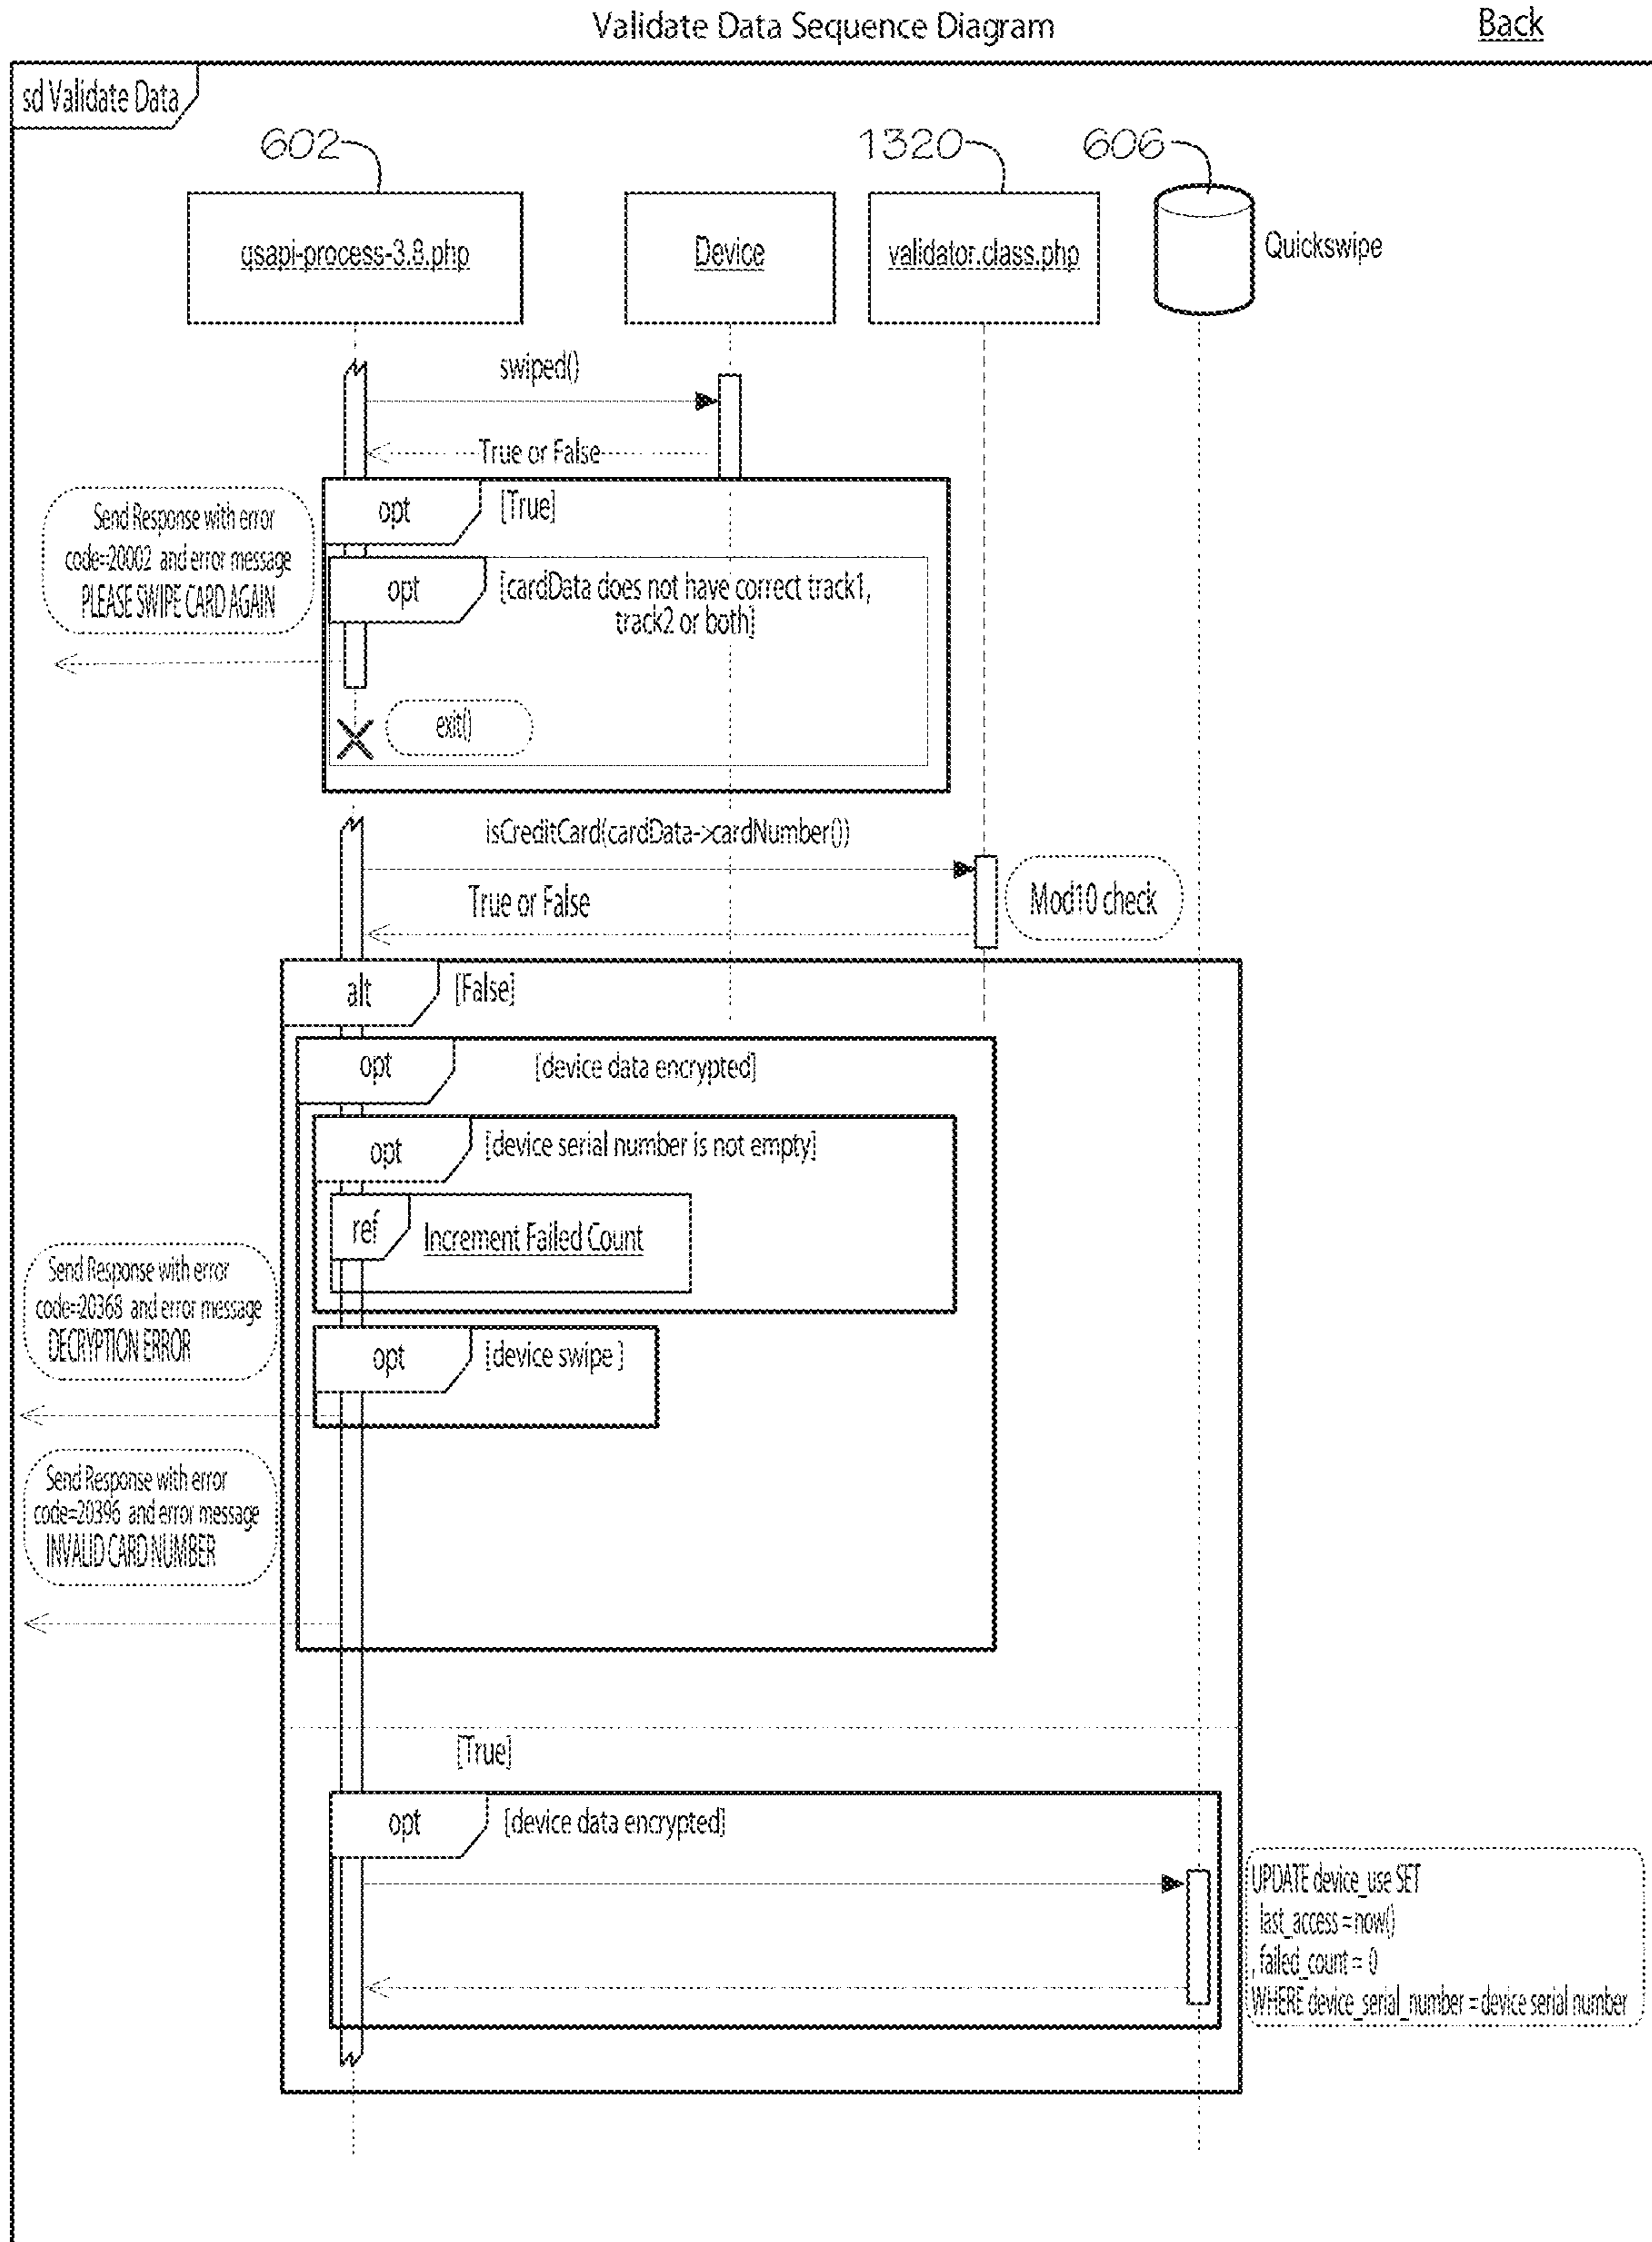 Validate Data Sequence Diagram
Back
sd Validate Data
602
1320
606
qsapi-process-3.8.php
Device
validator.class.php
Quickswipe
swiped()
True or False
opt
[True]
Send Response with error
code=20002 and error message
PLEASE SWIPE CARD AGAIN
opt
[cardData does not have correct track1,
track2 or both]
exit()
isCreditCard(cardData->cardNumber())
True or False
Mod10 check
alt
[False]
opt
[device data encrypted]
opt
[device serial number is not empty]
ref
Increment Failed Count
Send Response with error
code=20368 and error message
DECRYPTION ERROR
opt
[device swipe ]
Send Response with error
code=20396 and error message
INVALID CARD NUMBER
[True]
opt
[device data encrypted]
UPDATE device_use SET
last_access = now()
, failed_count = 0
WHERE device_serial_number = device serial number